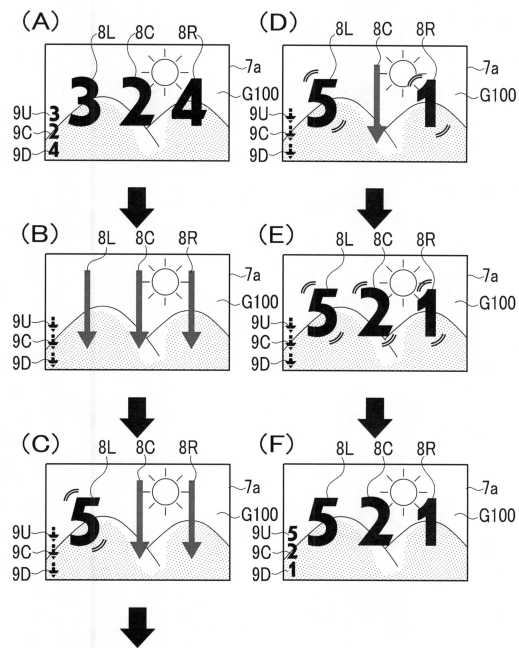 (A)
8L 8C 8R
7a
G100
3 2 4
9U 3
9C 2
9D 4
(B)
8L 8C 8R
7a
G100
9U
9C
9D
(C)
8L 8C 8R
7a
G100
5
9U
9C
9D
(D)
8L 8C 8R
7a
G100
5 1
9U
9C
9D
(E)
8L 8C 8R
7a
G100
5 2 1
9U
9C
9D
(F)
8L 8C 8R
7a
G100
5 2 1
9U 5
9C 2
9D 1